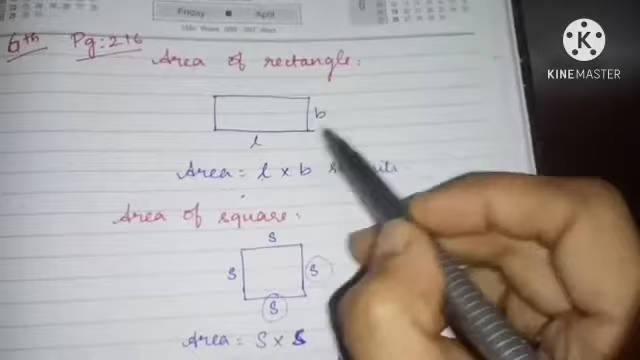 Friday ■ April
6th Pg: 216
KINEMASTER
Area of rectangle:
b
l
Area = l x b
Area of square:
s
s
s
s
Area = s x s